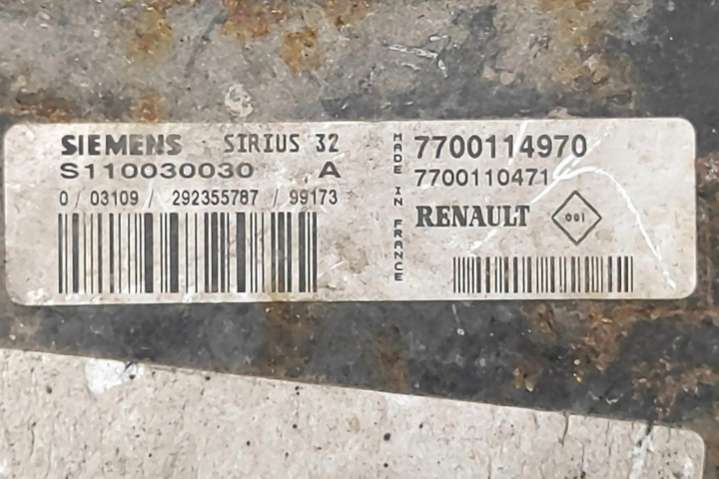 SIEMENS SIRIUS 32
S110030030 A
0 / 03109 / 292355787 / 99173
MADE IN FRANCE
7700114970
7700110471
RENAULT 001